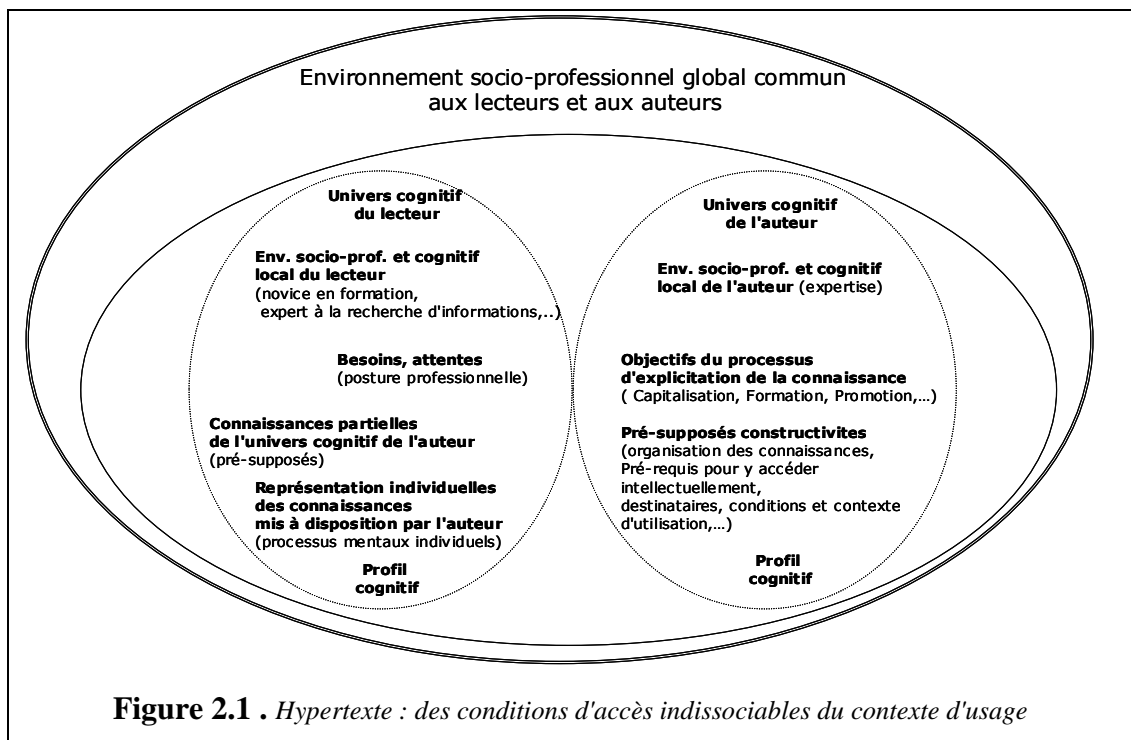 Environnement socio-professionnel global commun
aux lecteurs et aux auteurs
Univers cognitif
du lecteur
Env. socio-prof. et cognitif
local du lecteur
(novice en formation,
expert à la recherche d'informations,..)
Besoins, attentes
(posture professionnelle)
Connaissances partielles
de l'univers cognitif de l'auteur
(pré-supposés)
Représentation individuelles
des connaissances
mis à disposition par l'auteur
(processus mentaux individuels)
Profil
cognitif
Univers cognitif
de l'auteur
Env. socio-prof. et cognitif
local de l'auteur (expertise)
Objectifs du processus
d'explicitation de la connaissance
( Capitalisation, Formation, Promotion,...)
Pré-supposés constructivites
(organisation des connaissances,
Pré-requis pour y accéder
intellectuellement,
destinataires, conditions et contexte
d'utilisation,...)
Profil
cognitif
Figure 2.1 . Hypertexte : des conditions d'accès indissociables du contexte d'usage